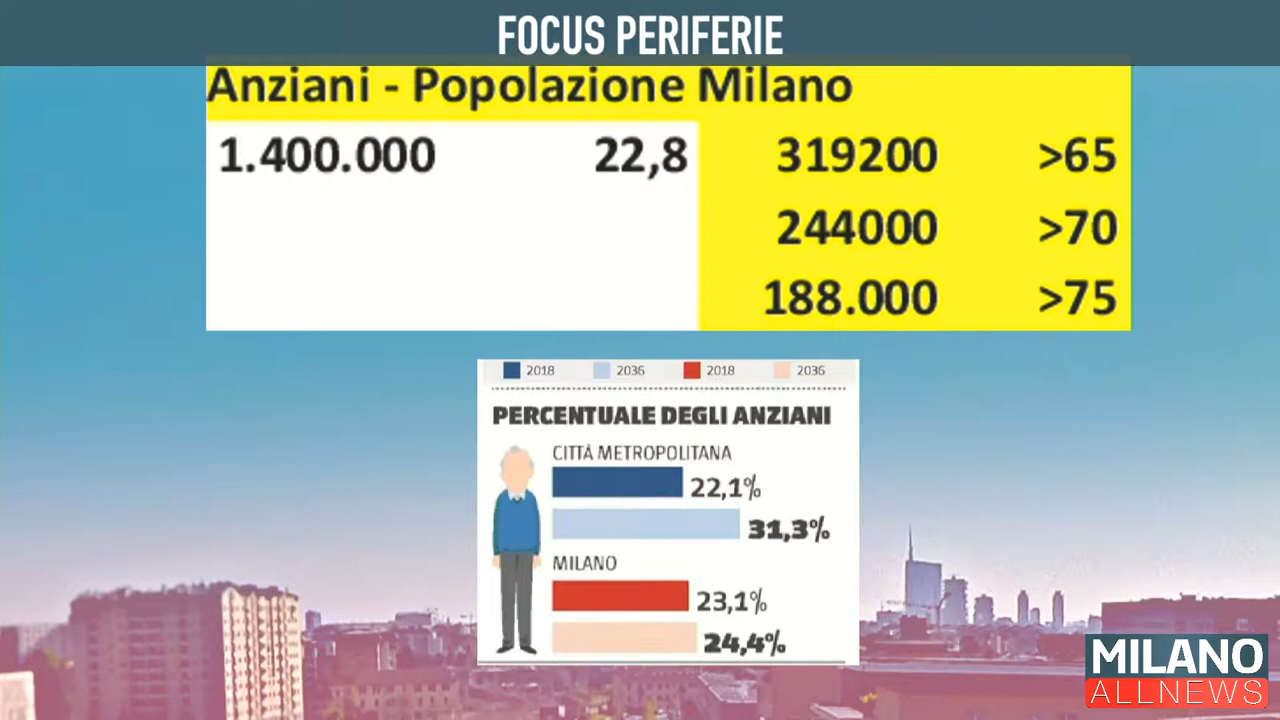 FOCUS PERIFERIE
Anziani - Popolazione Milano
1.400.000 22,8 319200 >65
244000 >70
188.000 >75
2018 2036 2018 2036
PERCENTUALE DEGLI ANZIANI
CITTÀ METROPOLITANA
22,1%
31,3%
MILANO
23,1%
24,4%
MILANO
ALLNEWS